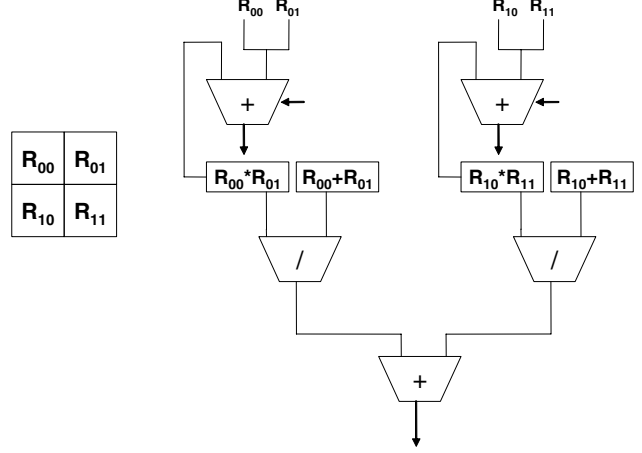 R₀₀ R₀₁ R₁₀ R₁₁
+ +
R₀₀ R₀₁ R₀₀*R₀₁ R₀₀+R₀₁ R₁₀*R₁₁ R₁₀+R₁₁
R₁₀ R₁₁
/ /
+